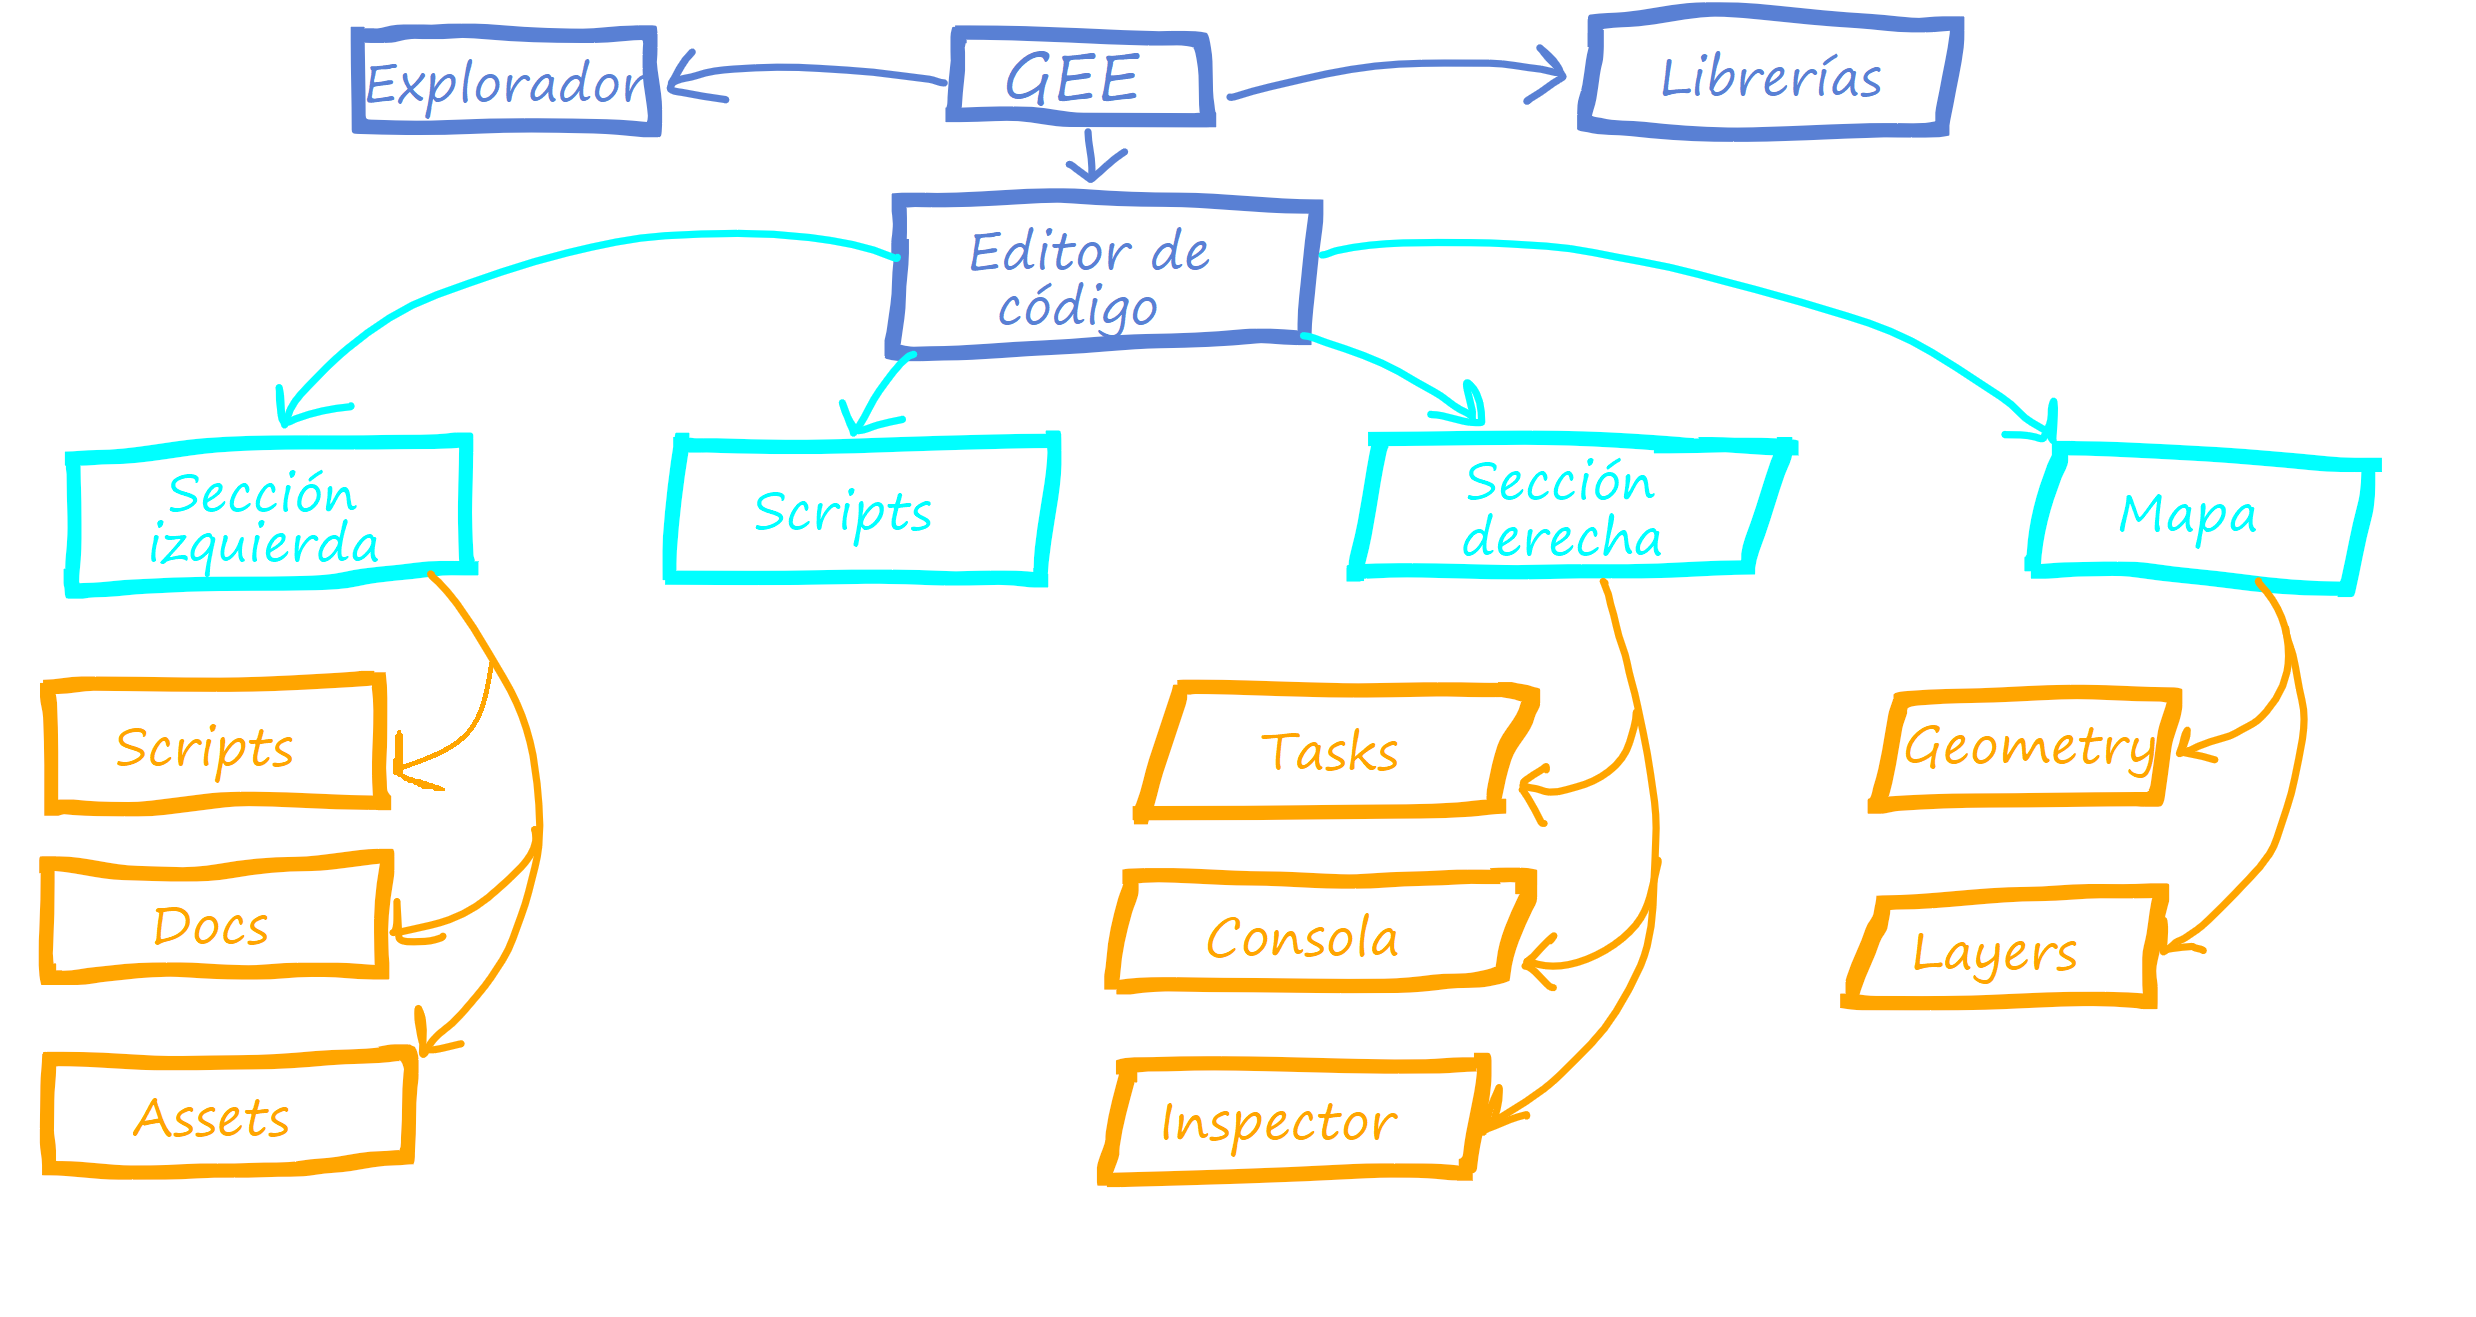 Explorador
GEE
Librerías
Editor de
código
Sección
izquierda
Scripts
Sección
derecha
Mapa
Scripts
Tasks
Geometry
Docs
Consola
Layers
Assets
Inspector